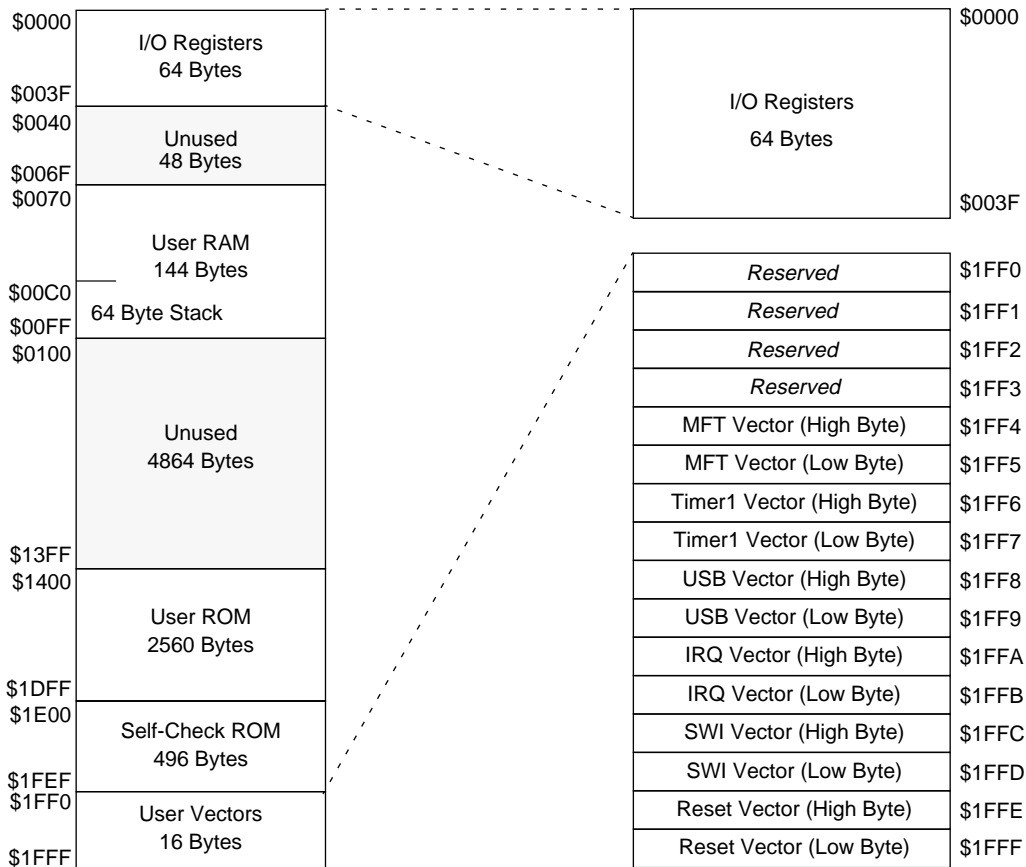 $0000
I/O Registers
64 Bytes
$003F
$0040
Unused
48 Bytes
$006F
$0070
User RAM
144 Bytes
$00C0
64 Byte Stack
$00FF
$0100
Unused
4864 Bytes
$13FF
$1400
User ROM
2560 Bytes
$1DFF
$1E00
Self-Check ROM
496 Bytes
$1FEF
$1FF0
User Vectors
16 Bytes
$1FFF
$0000
I/O Registers
64 Bytes
$003F
Reserved $1FF0
Reserved $1FF1
Reserved $1FF2
Reserved $1FF3
MFT Vector (High Byte) $1FF4
MFT Vector (Low Byte) $1FF5
Timer1 Vector (High Byte) $1FF6
Timer1 Vector (Low Byte) $1FF7
USB Vector (High Byte) $1FF8
USB Vector (Low Byte) $1FF9
IRQ Vector (High Byte) $1FFA
IRQ Vector (Low Byte) $1FFB
SWI Vector (High Byte) $1FFC
SWI Vector (Low Byte) $1FFD
Reset Vector (High Byte) $1FFE
Reset Vector (Low Byte) $1FFF